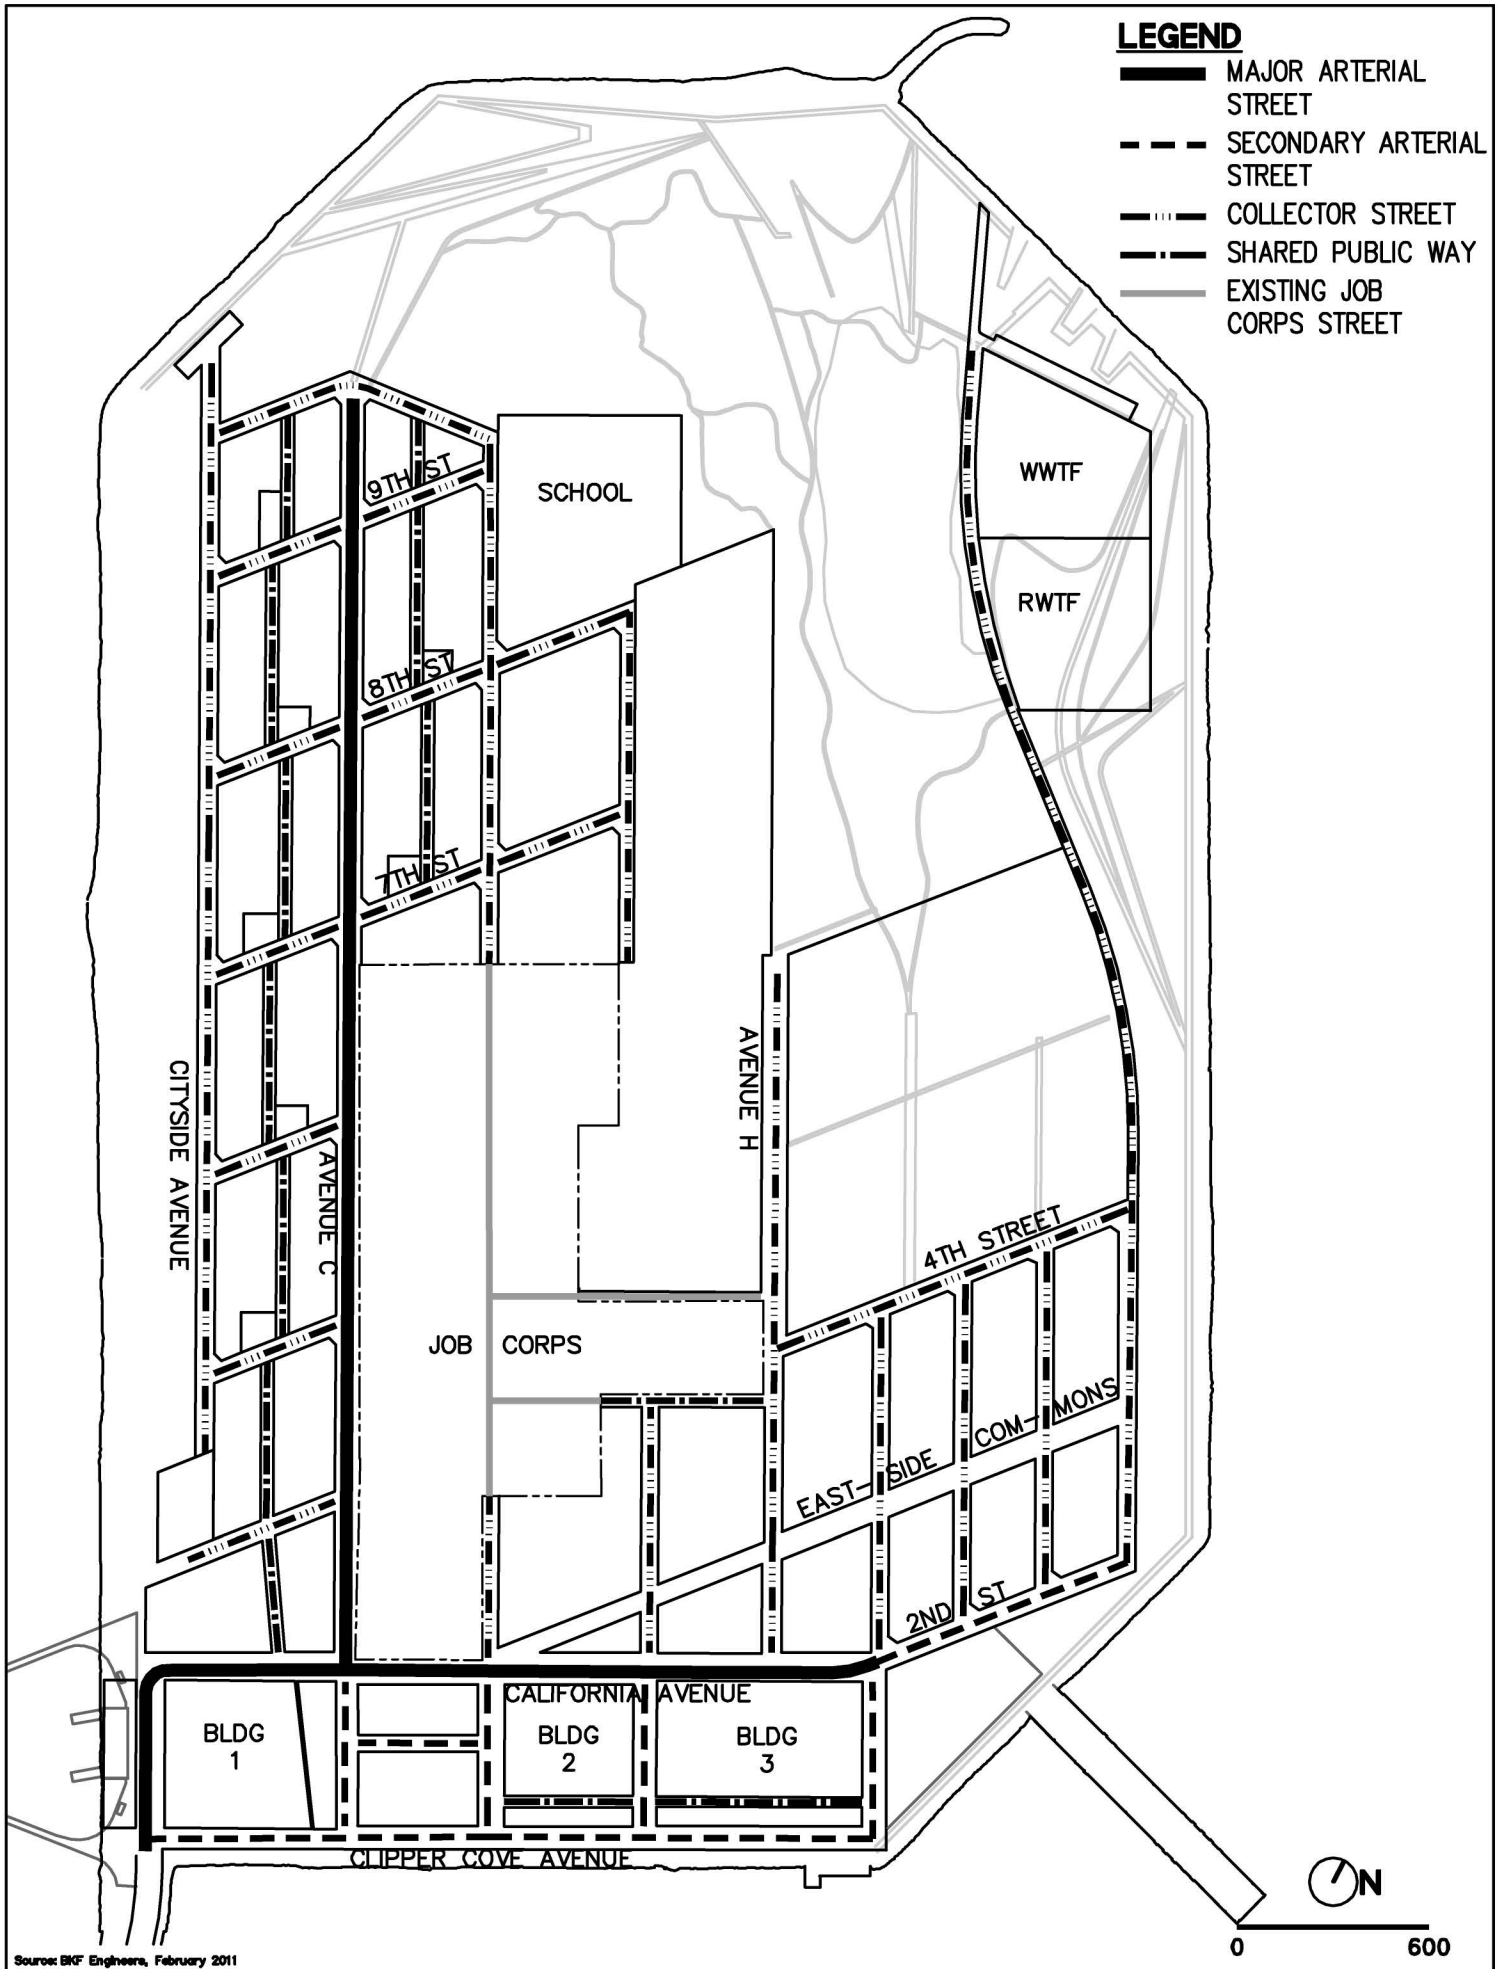 LEGEND
MAJOR ARTERIAL
STREET
SECONDARY ARTERIAL
STREET
COLLECTOR STREET
SHARED PUBLIC WAY
EXISTING JOB
CORPS STREET
9TH ST
SCHOOL
WWTF
RWTF
8TH ST
7TH ST
CITYSIDE AVENUE
AVENUE C
AVENUE H
4TH STREET
JOB CORPS
EAST-SIDE COM-MONS
2ND ST
CALIFORNIA AVENUE
BLDG
1
BLDG
2
BLDG
3
CLIPPER COVE AVENUE
N
0 600
Source: BKF Engineers, February 2011